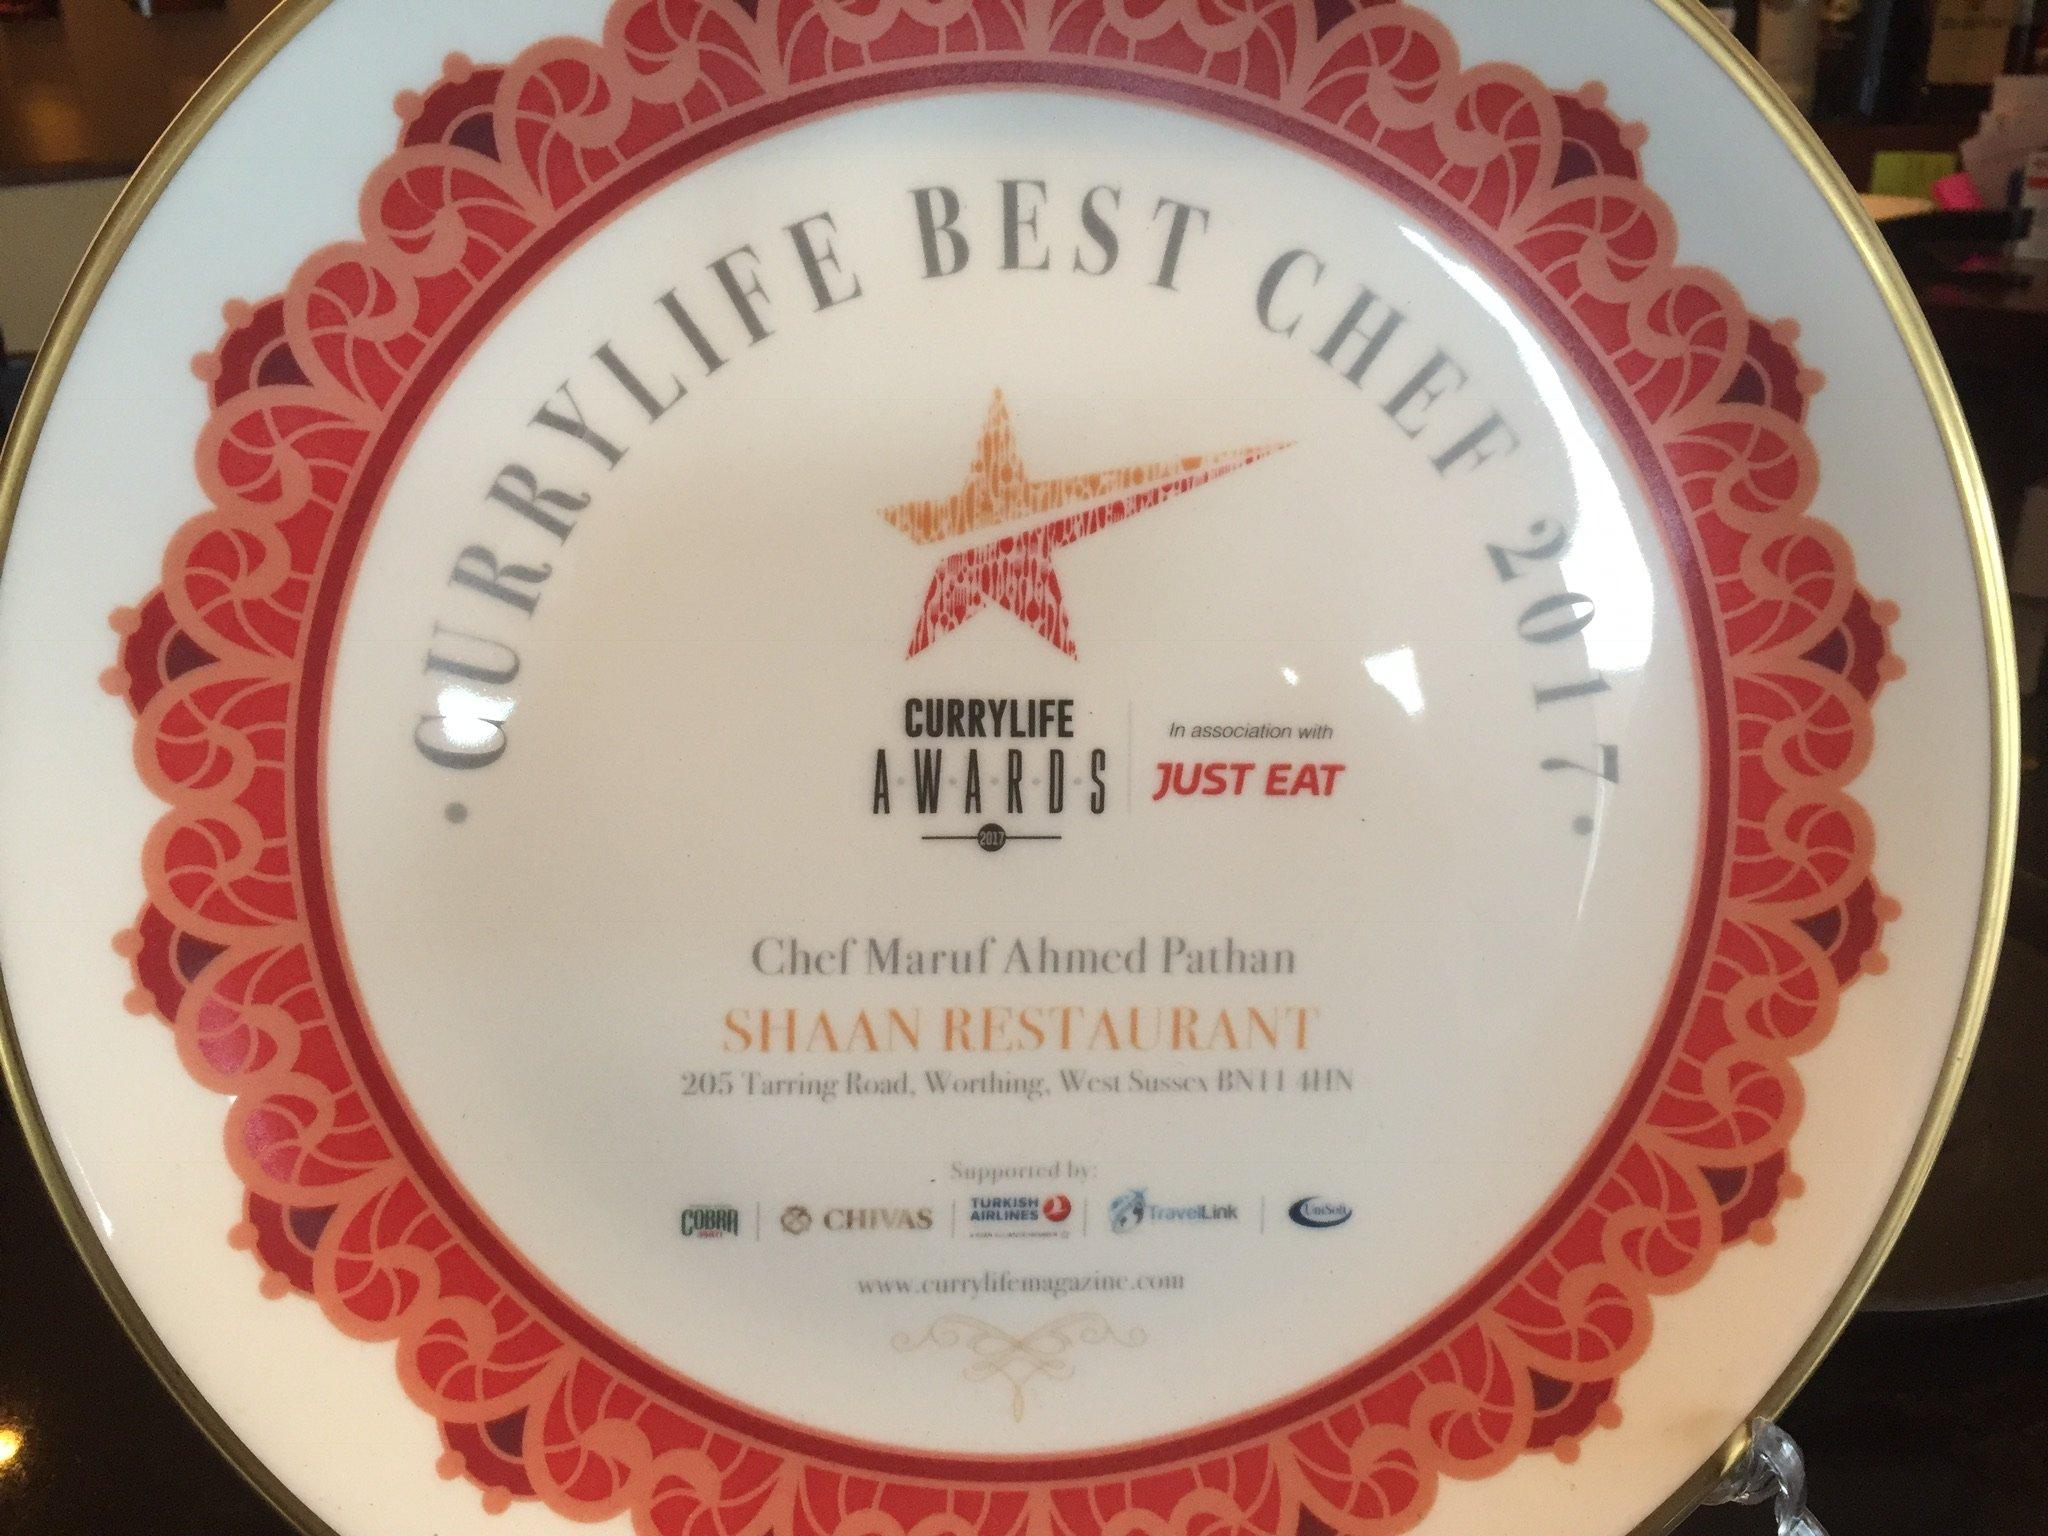 · CURRYLIFE BEST CHEF 2017 ·
CURRYLIFE
A·W·A·R·D·S
2017
In association with
JUST EAT
Chef Maruf Ahmed Pathan
SHAAN RESTAURANT
205 Tarring Road, Worthing, West Sussex BN11 4HN
Supported by:
COBRA
CHIVAS
TURKISH
AIRLINES
TravelLink
UniSoft
www.currylifemagazine.com